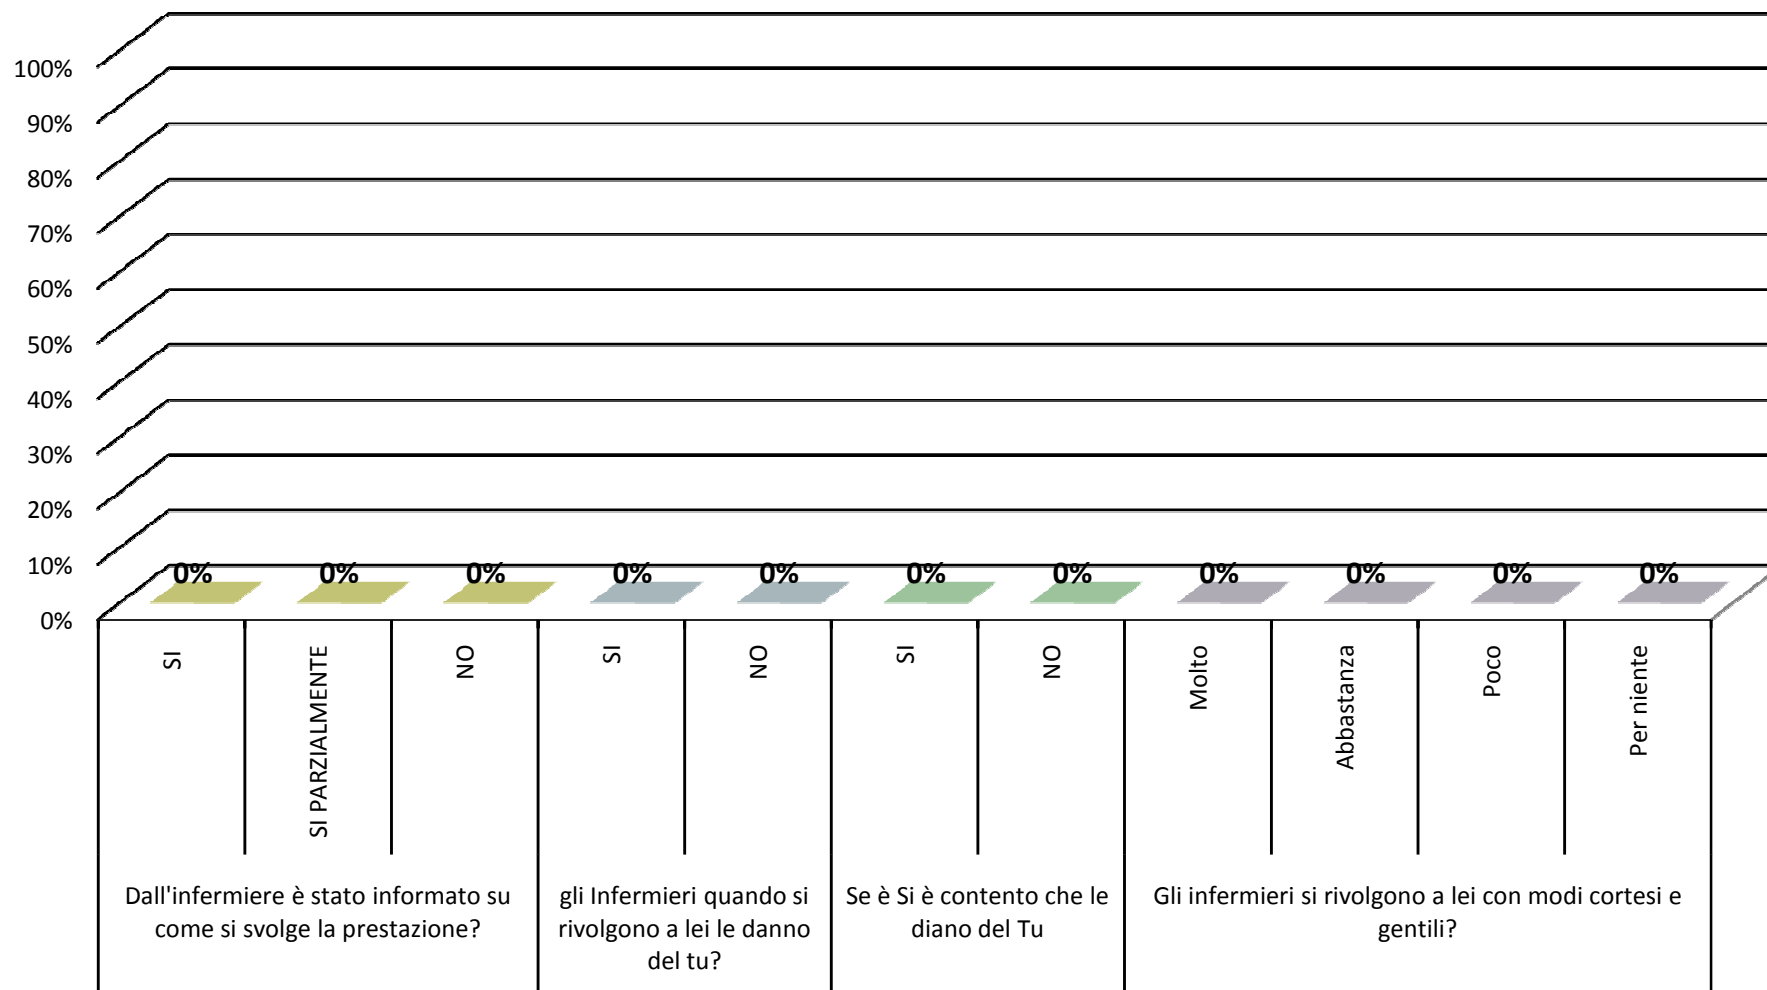 100%
90%
80%
70%
60%
50%
40%
30%
20%
10%
0%
0% 0% 0% 0% 0% 0% 0% 0% 0% 0% 0%
SI
SI PARZIALMENTE
NO
SI
NO
SI
NO
Molto
Abbastanza
Poco
Per niente
Dall'infermiere è stato informato su
come si svolge la prestazione?
gli Infermieri quando si
rivolgono a lei le danno
del tu?
Se è Si è contento che le
diano del Tu
Gli infermieri si rivolgono a lei con modi cortesi e
gentili?